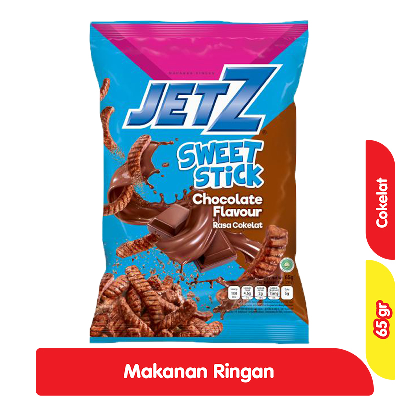 JETZ
SWEET
STICK
Chocolate
Flavour
Rasa Cokelat
Cokelat
65 gr
Makanan Ringan